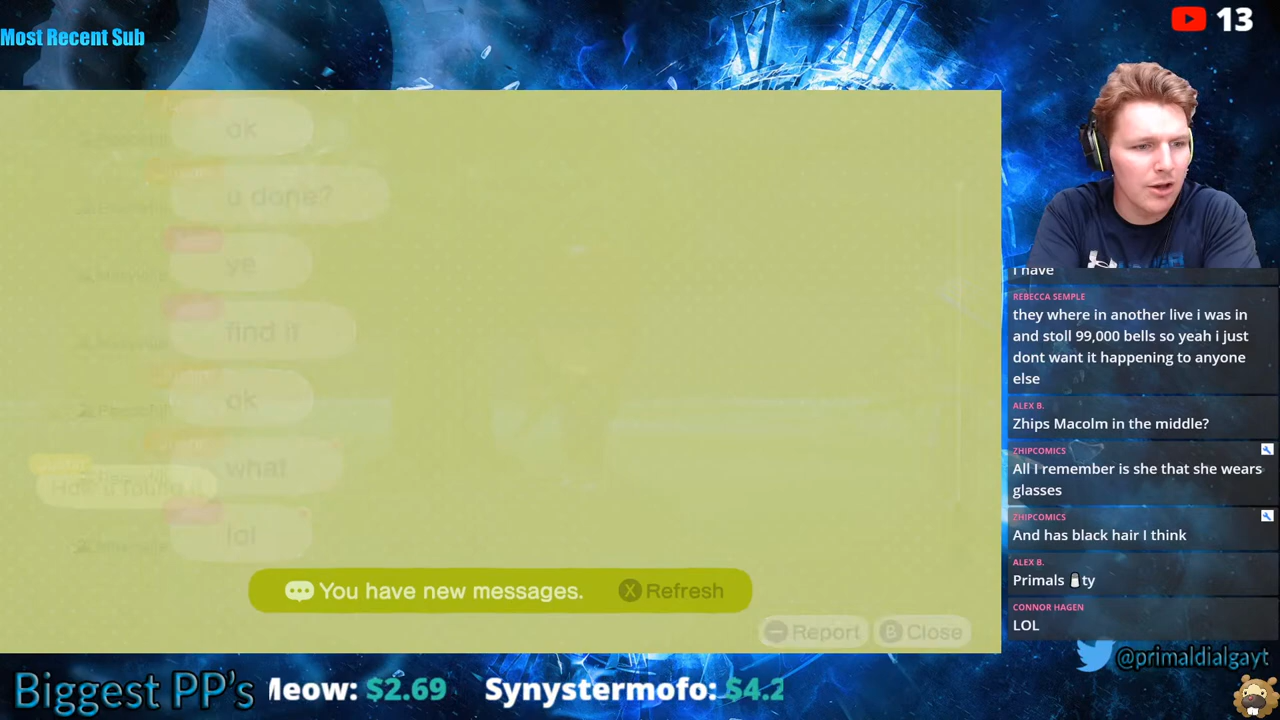 Most Recent Sub
13
ok
u done?
ye
find it
ok
what
lol
You have new messages.
X Refresh
Report
B Close
I have
REBECCA SEMPLE
they where in another live i was in
and stoll 99,000 bells so yeah i just
dont want it happening to anyone
else
ALEX B.
Zhips Macolm in the middle?
ZHIPCOMICS
All I remember is she that she wears
glasses
ZHIPCOMICS
And has black hair I think
ALEX B.
Primals 🧂ty
CONNOR HAGEN
LOL
@primaldialgayt
Biggest PP's
Meow: $2.69
Synystermofo: $4.2